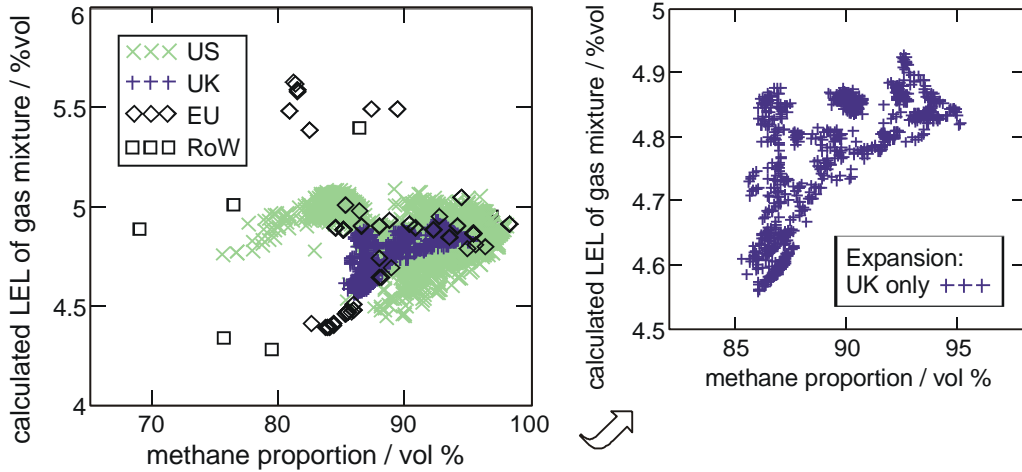 calculated LEL of gas mixture / %vol
6
5.5
5
4.5
4
US
UK
EU
RoW
70
80
90
100
methane proportion / vol %
calculated LEL of gas mixture / %vol
5
4.9
4.8
4.7
4.6
4.5
Expansion:
UK only
85
90
95
methane proportion / vol %